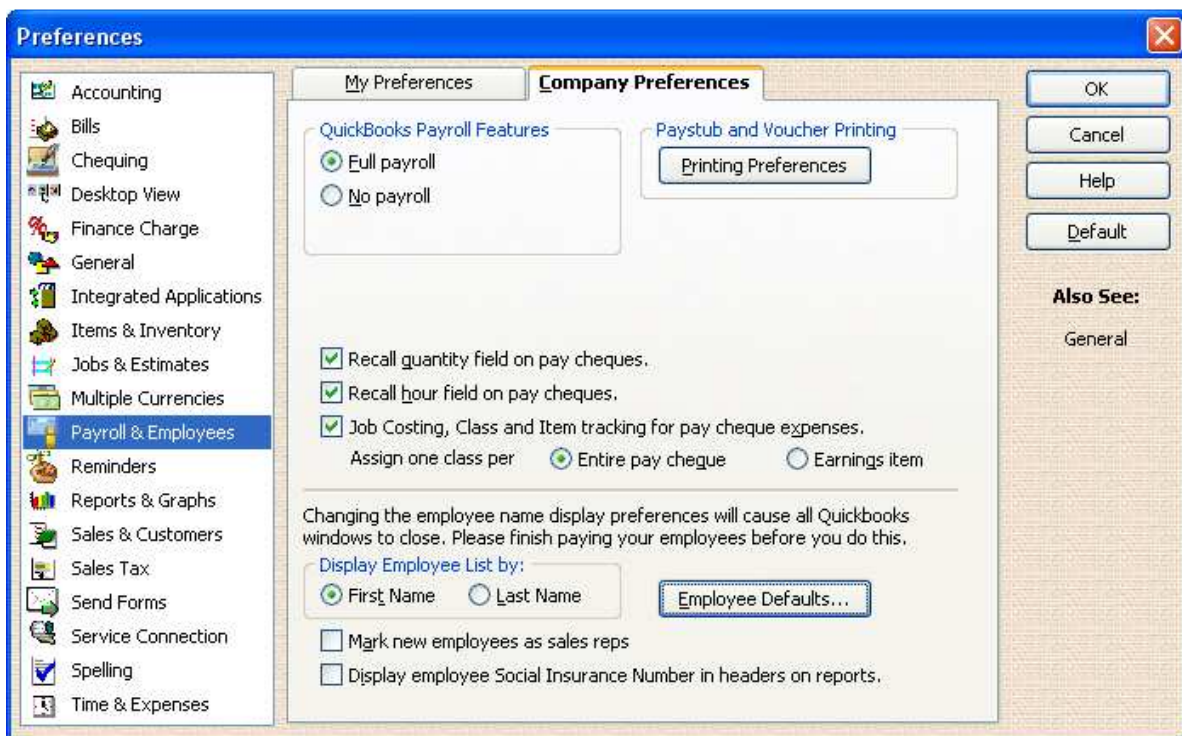 Preferences
Accounting
Bills
Chequing
Desktop View
Finance Charge
General
Integrated Applications
Items & Inventory
Jobs & Estimates
Multiple Currencies
Payroll & Employees
Reminders
Reports & Graphs
Sales & Customers
Sales Tax
Send Forms
Service Connection
Spelling
Time & Expenses
My Preferences
Company Preferences
QuickBooks Payroll Features
Full payroll
No payroll
Paystub and Voucher Printing
Printing Preferences
Recall quantity field on pay cheques.
Recall hour field on pay cheques.
Job Costing, Class and Item tracking for pay cheque expenses.
Assign one class per Entire pay cheque Earnings item
Changing the employee name display preferences will cause all Quickbooks
windows to close. Please finish paying your employees before you do this.
Display Employee List by:
First Name Last Name
Employee Defaults...
Mark new employees as sales reps
Display employee Social Insurance Number in headers on reports.
OK
Cancel
Help
Default
Also See:
General